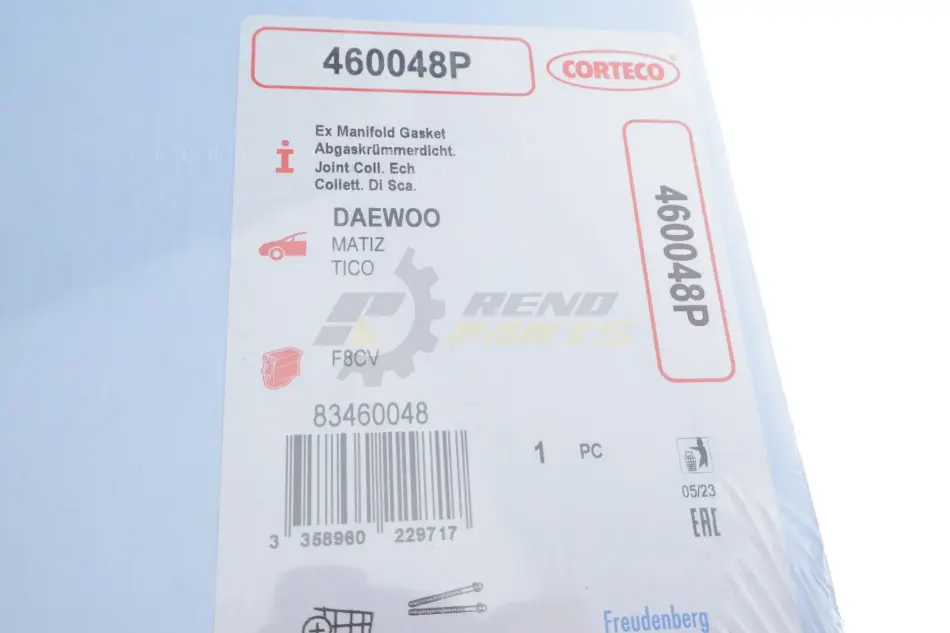 460048P
CORTECO
Ex Manifold Gasket
Abgaskrümmerdicht.
Joint Coll. Ech
Collett. Di Sca.
DAEWOO
MATIZ
TICO
RENO
PARTS
F8CV
460048P
83460048
1 PC
05/23
EAC
3 358960 229717
Freudenberg